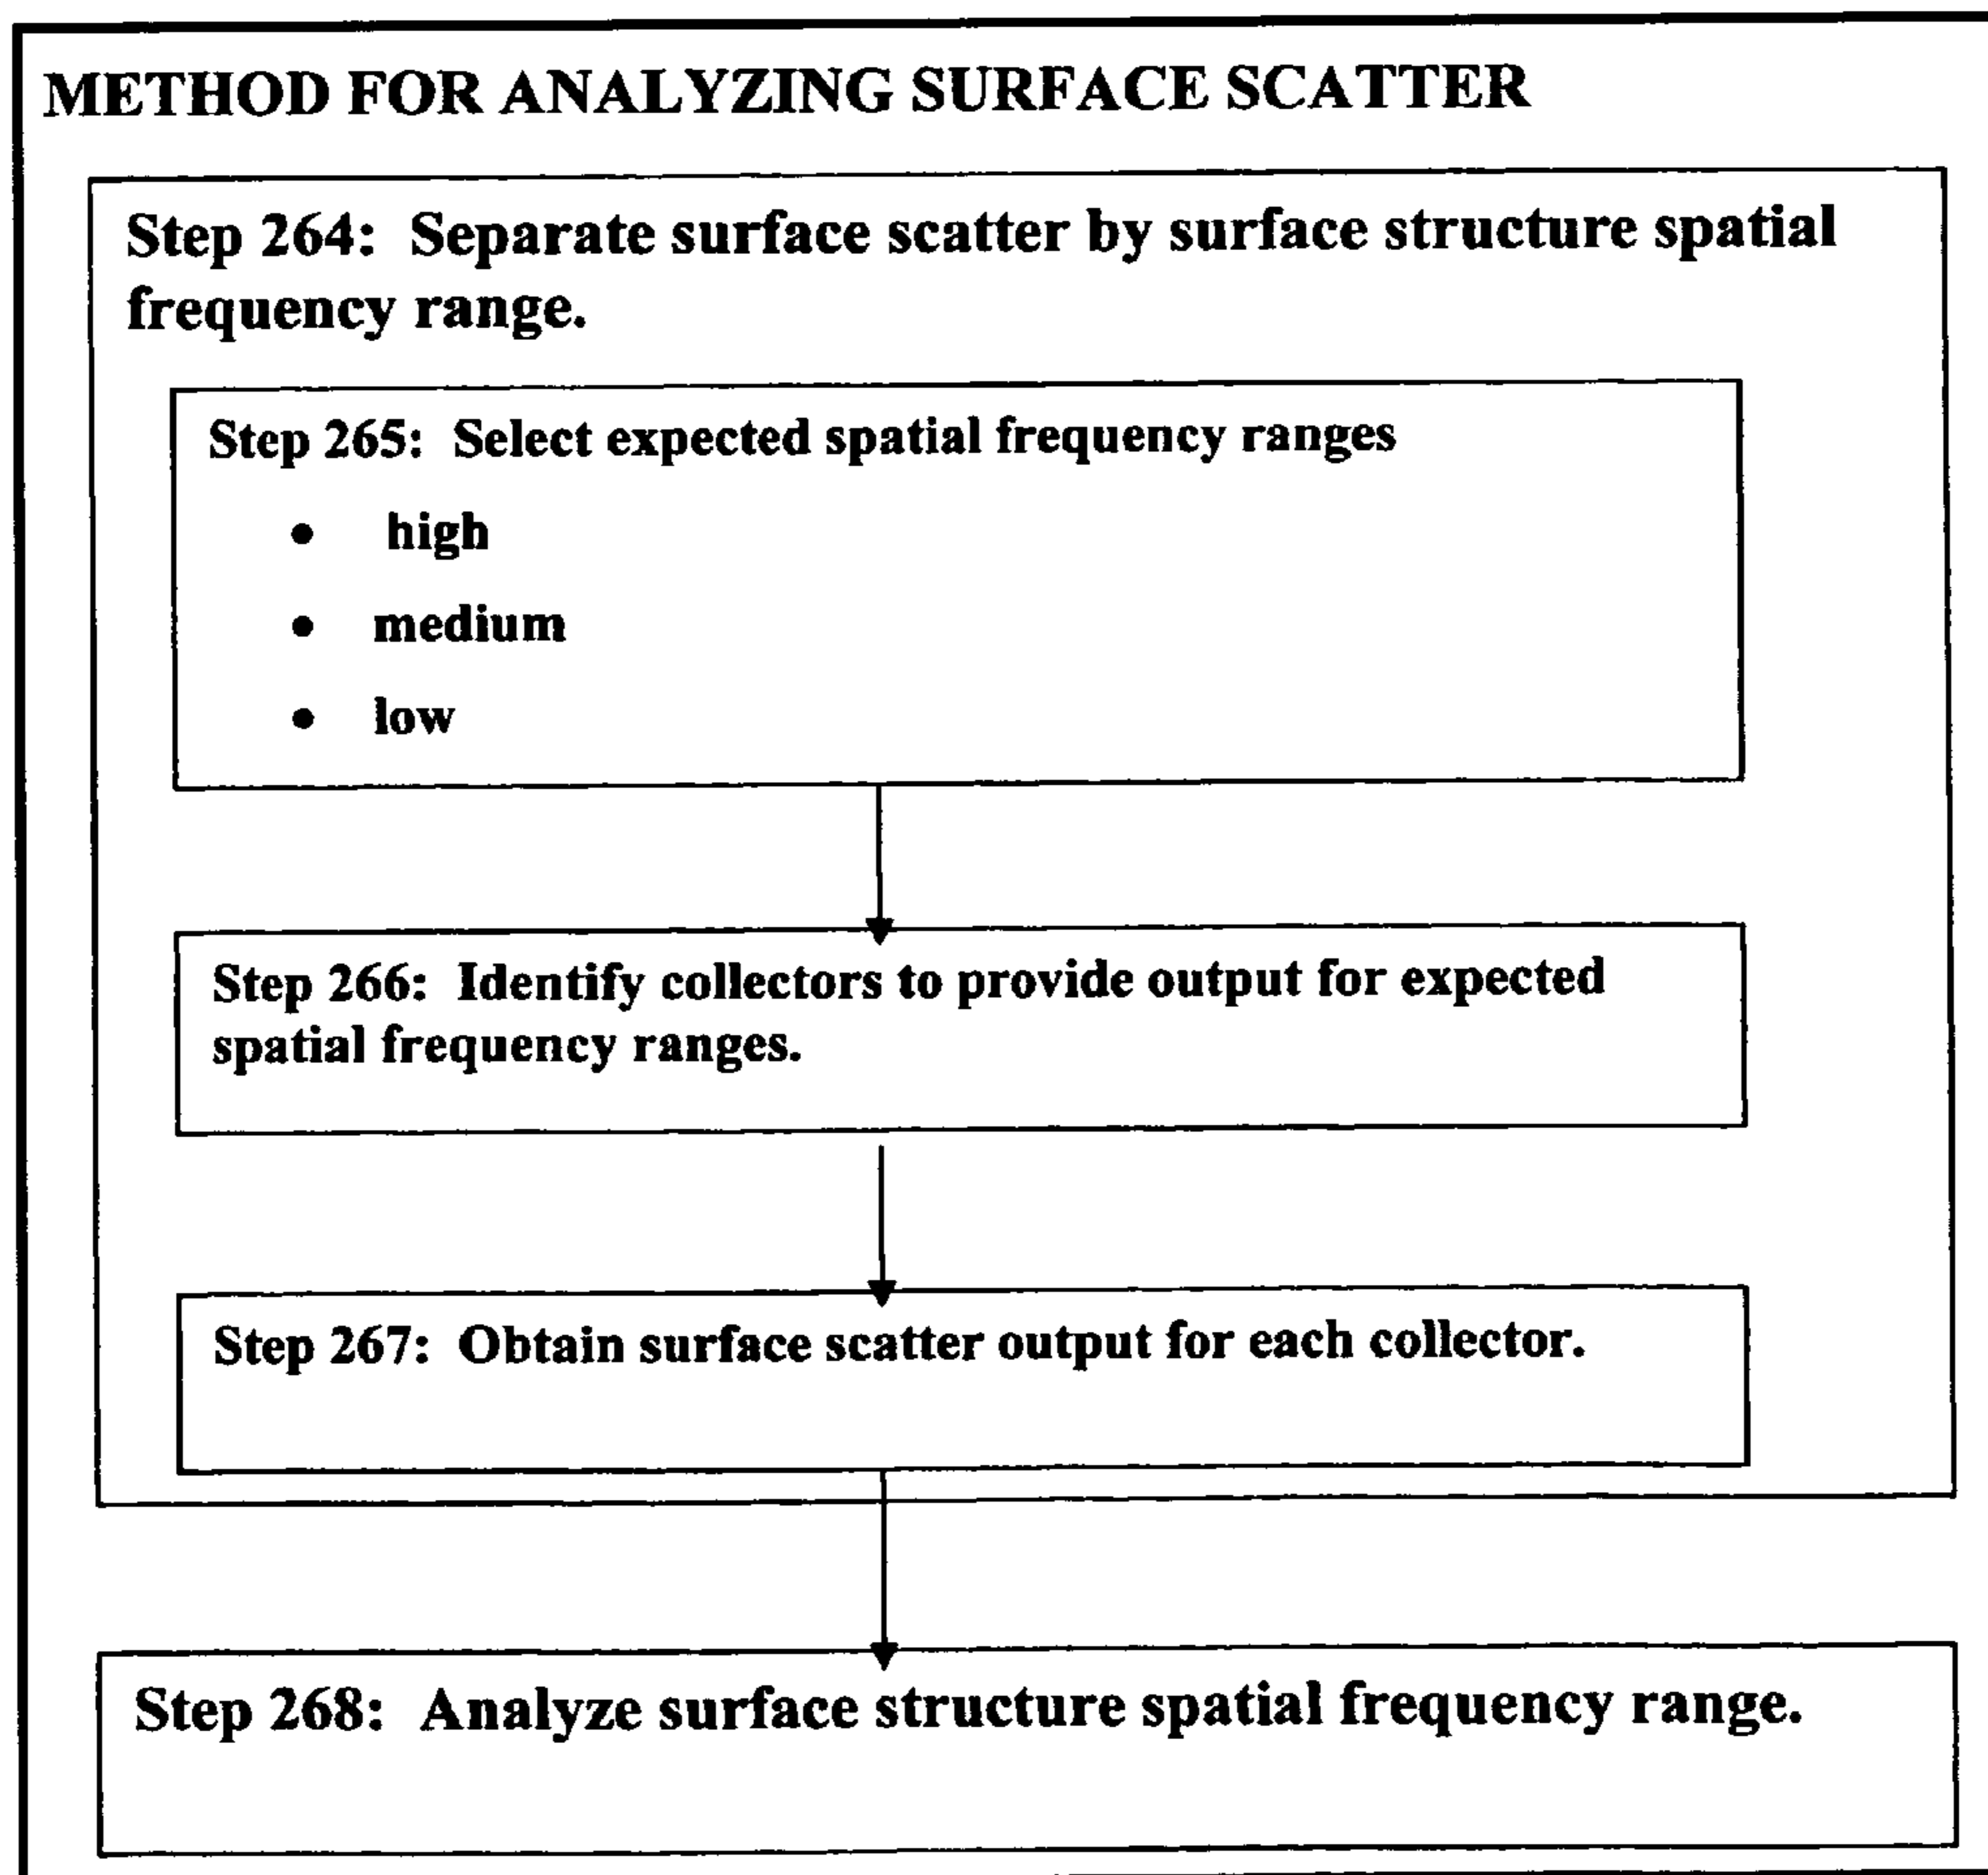 METHOD FOR ANALYZING SURFACE SCATTER
Step 264: Separate surface scatter by surface structure spatial
frequency range.
Step 265: Select expected spatial frequency ranges
• high
• medium
• low
Step 266: Identify collectors to provide output for expected
spatial frequency ranges.
Step 267: Obtain surface scatter output for each collector.
Step 268: Analyze surface structure spatial frequency range.